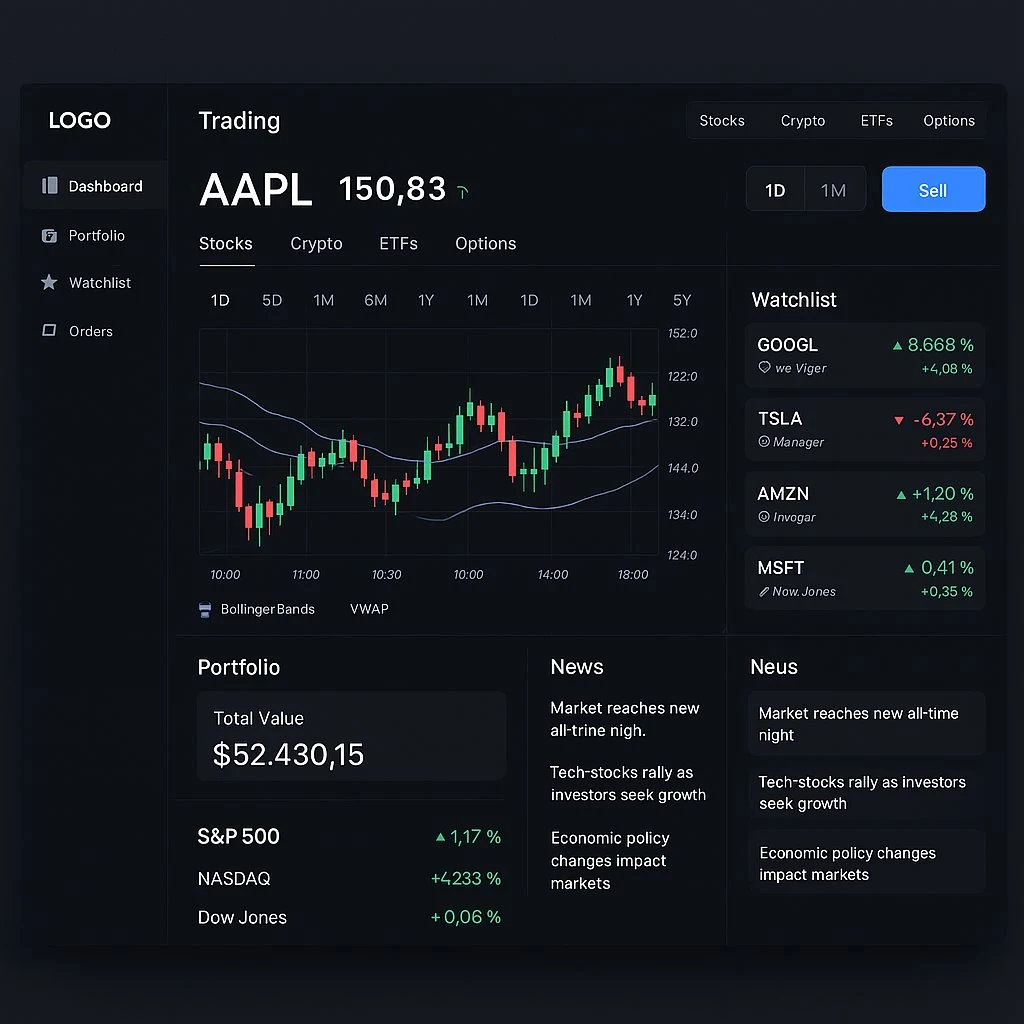 LOGO
Dashboard
Portfolio
Watchlist
Orders
Trading
Stocks Crypto ETFs Options
AAPL 150,83
1D 1M Sell
Stocks Crypto ETFs Options
1D 5D 1M 6M 1Y 1M 1D 1M 1Y 5Y
152:0
122:0
132:0
144.0
134:0
124:0
10:00 11:00 10:30 10:00 14:00 18:00
Bollinger Bands VWAP
Watchlist
GOOGL ▲ 8.668 %
we Viger +4,08 %
TSLA ▼ -6,37 %
Manager +0,25 %
AMZN ▲ +1,20 %
Invogar +4,28 %
MSFT ▲ 0,41 %
Now. Jones +0,35 %
Portfolio
Total Value
$52.430,15
S&P 500 ▲ 1,17 %
NASDAQ +4233 %
Dow Jones +0,06 %
News
Market reaches new
all-trine nigh.
Tech-stocks rally as
investors seek growth
Economic policy
changes impact
markets
Neus
Market reaches new all-time
night
Tech-stocks rally as investors
seek growth
Economic policy changes
impact markets